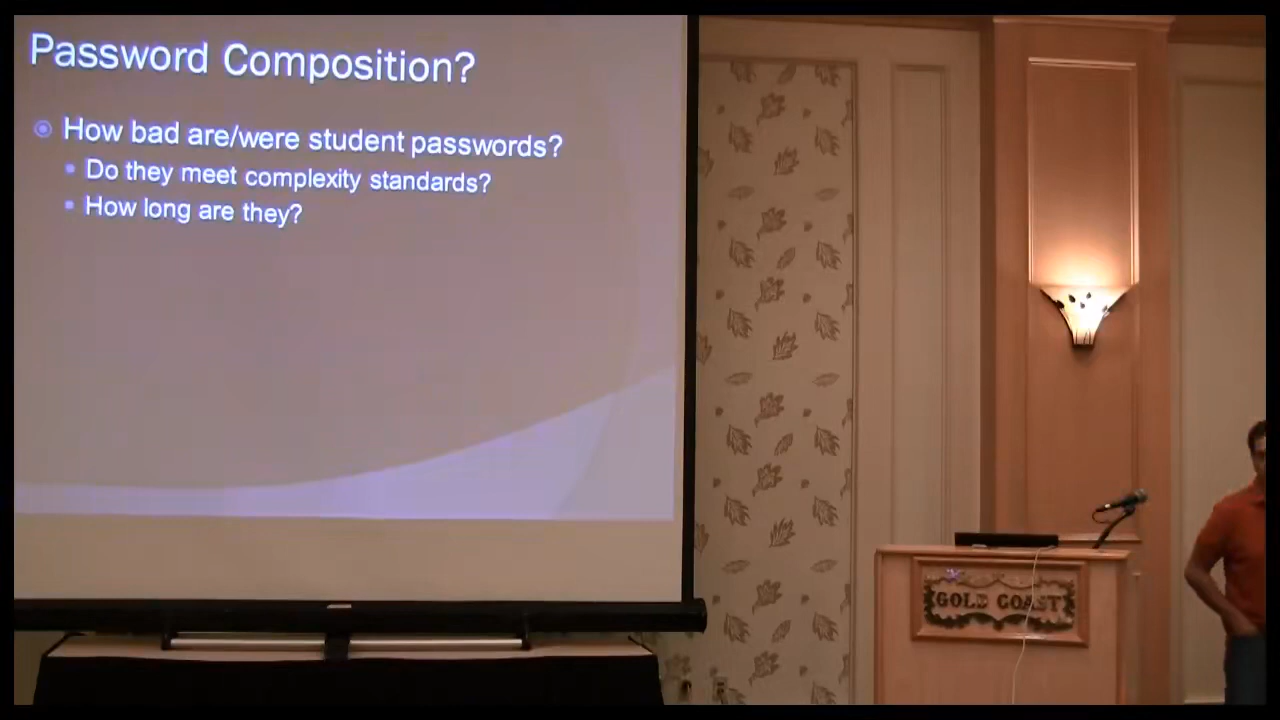 Password Composition?
How bad are/were student passwords?
Do they meet complexity standards?
How long are they?
GOLD COAST